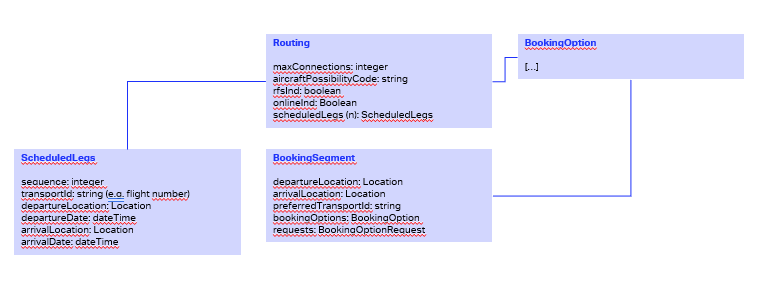 Routing
maxConnections: integer
aircraftPossibilityCode: string
rfsInd: boolean
onlineInd: Boolean
scheduledLegs (n): ScheduledLegs
BookingOption
[...]
ScheduledLegs
sequence: integer
transportId: string (e.g. flight number)
departureLocation: Location
departureDate: dateTime
arrivalLocation: Location
arrivalDate: dateTime
BookingSegment
departureLocation: Location
arrivalLocation: Location
preferredTransportId: string
bookingOptions: BookingOption
requests: BookingOptionRequest